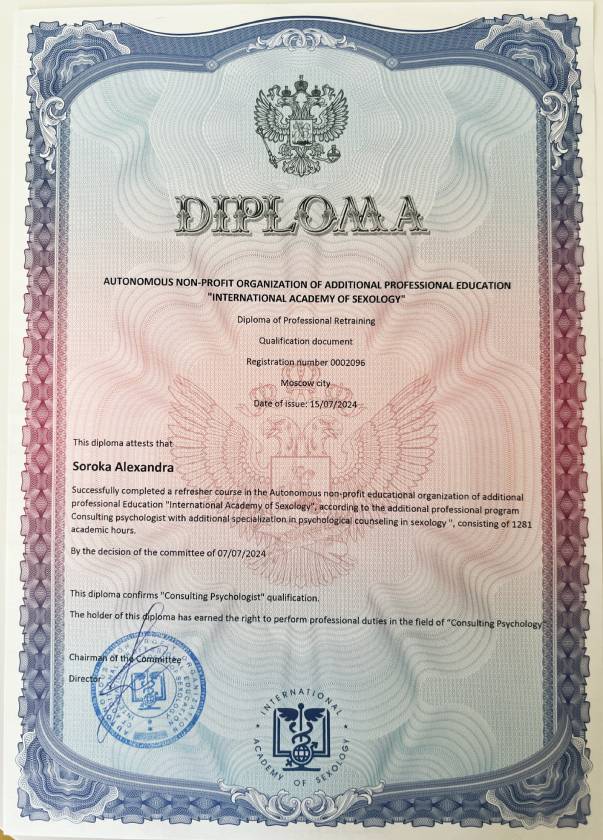 DIPLOMA
AUTONOMOUS NON-PROFIT ORGANIZATION OF ADDITIONAL PROFESSIONAL EDUCATION
"INTERNATIONAL ACADEMY OF SEXOLOGY"
Diploma of Professional Retraining
Qualification document
Registration number 0002096
Moscow city
Date of issue: 15/07/2024
This diploma attests that
Soroka Alexandra
Successfully completed a refresher course in the Autonomous non-profit educational organization of additional
professional Education "International Academy of Sexology", according to the additional professional program
Consulting psychologist with additional specialization in psychological counseling in sexology ", consisting of 1281
academic hours.
By the decision of the committee of 07/07/2024
This diploma confirms "Consulting Psychologist" qualification.
The holder of this diploma has earned the right to perform professional duties in the field of "Consulting Psychology"
Chairman of the Committee
Director
INTERNATIONAL
ACADEMY OF SEXOLOGY